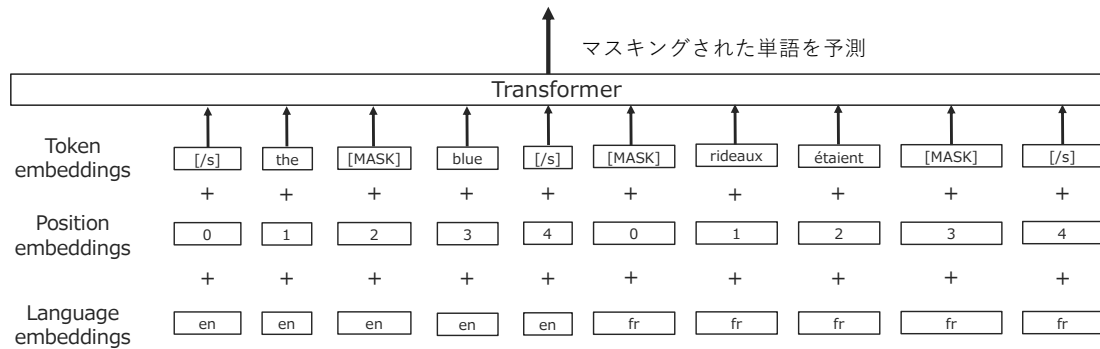 マスキングされた単語を予測
Transformer
Token embeddings [/s] the [MASK] blue [/s] [MASK] rideaux étaient [MASK] [/s]
+ + + + + + + + + +
Position embeddings 0 1 2 3 4 0 1 2 3 4
+ + + + + + + + + +
Language embeddings en en en en en fr fr fr fr fr